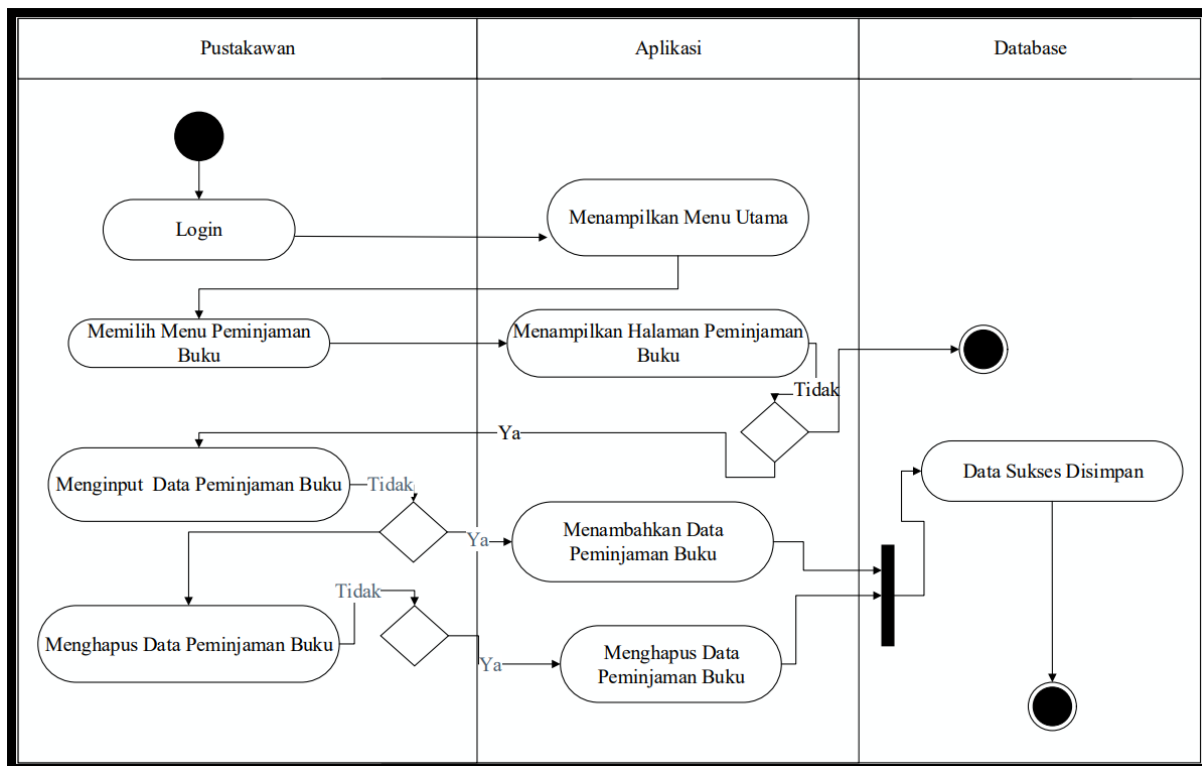 Pustakawan
Aplikasi
Database
Login
Menampilkan Menu Utama
Memilih Menu Peminjaman
Buku
Menampilkan Halaman Peminjaman
Buku
Tidak
Ya
Menginput Data Peminjaman Buku
Tidak
Data Sukses Disimpan
Ya
Menambahkan Data
Peminjaman Buku
Tidak
Menghapus Data Peminjaman Buku
Ya
Menghapus Data
Peminjaman Buku